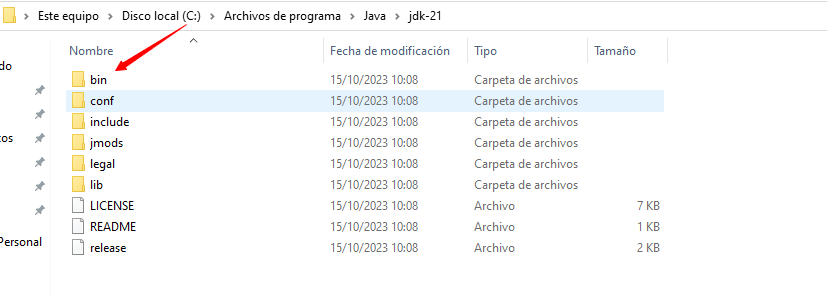 Este equipo > Disco local (C:) > Archivos de programa > Java > jdk-21
Nombre Fecha de modificación Tipo Tamaño
do
bin 15/10/2023 10:08 Carpeta de archivos
conf 15/10/2023 10:08 Carpeta de archivos
include 15/10/2023 10:08 Carpeta de archivos
cos
jmods 15/10/2023 10:08 Carpeta de archivos
legal 15/10/2023 10:08 Carpeta de archivos
lib 15/10/2023 10:08 Carpeta de archivos
LICENSE 15/10/2023 10:08 Archivo 7 KB
README 15/10/2023 10:08 Archivo 1 KB
Personal
release 15/10/2023 10:08 Archivo 2 KB